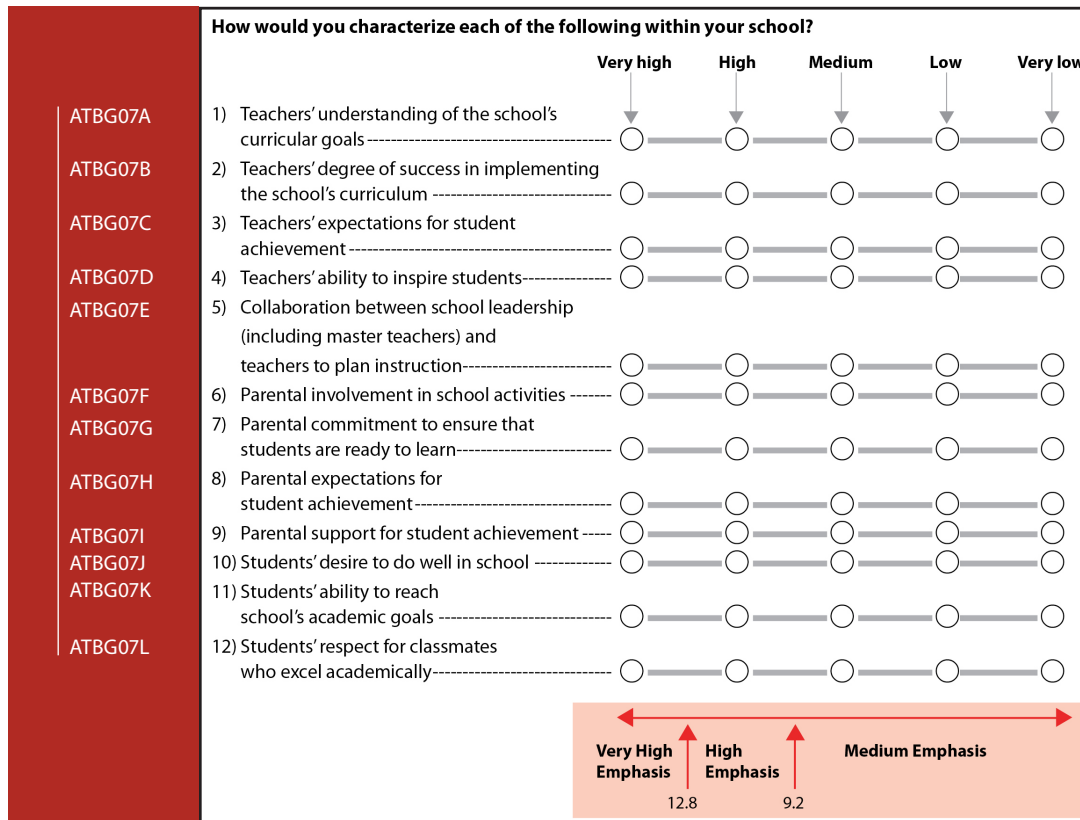 How would you characterize each of the following within your school?
Very high High Medium Low Very low
ATBG07A 1) Teachers’ understanding of the school’s
curricular goals
ATBG07B 2) Teachers’ degree of success in implementing
the school’s curriculum
ATBG07C 3) Teachers’ expectations for student
achievement
ATBG07D 4) Teachers’ ability to inspire students
ATBG07E 5) Collaboration between school leadership
(including master teachers) and
teachers to plan instruction
ATBG07F 6) Parental involvement in school activities
ATBG07G 7) Parental commitment to ensure that
students are ready to learn
ATBG07H 8) Parental expectations for
student achievement
ATBG07I 9) Parental support for student achievement
ATBG07J 10) Students’ desire to do well in school
ATBG07K 11) Students’ ability to reach
school’s academic goals
ATBG07L 12) Students’ respect for classmates
who excel academically
Very High High Medium Emphasis
Emphasis Emphasis
12.8 9.2